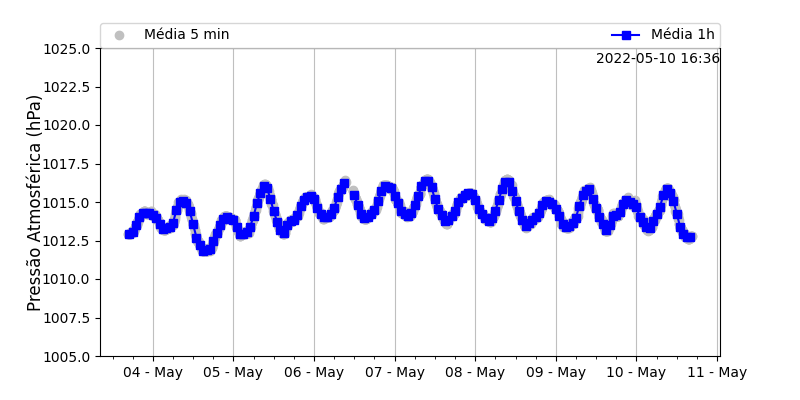 Média 5 min
Média 1h
2022-05-10 16:36
Pressão Atmosférica (hPa)
1025.0
1022.5
1020.0
1017.5
1015.0
1012.5
1010.0
1007.5
1005.0
04 - May
05 - May
06 - May
07 - May
08 - May
09 - May
10 - May
11 - May